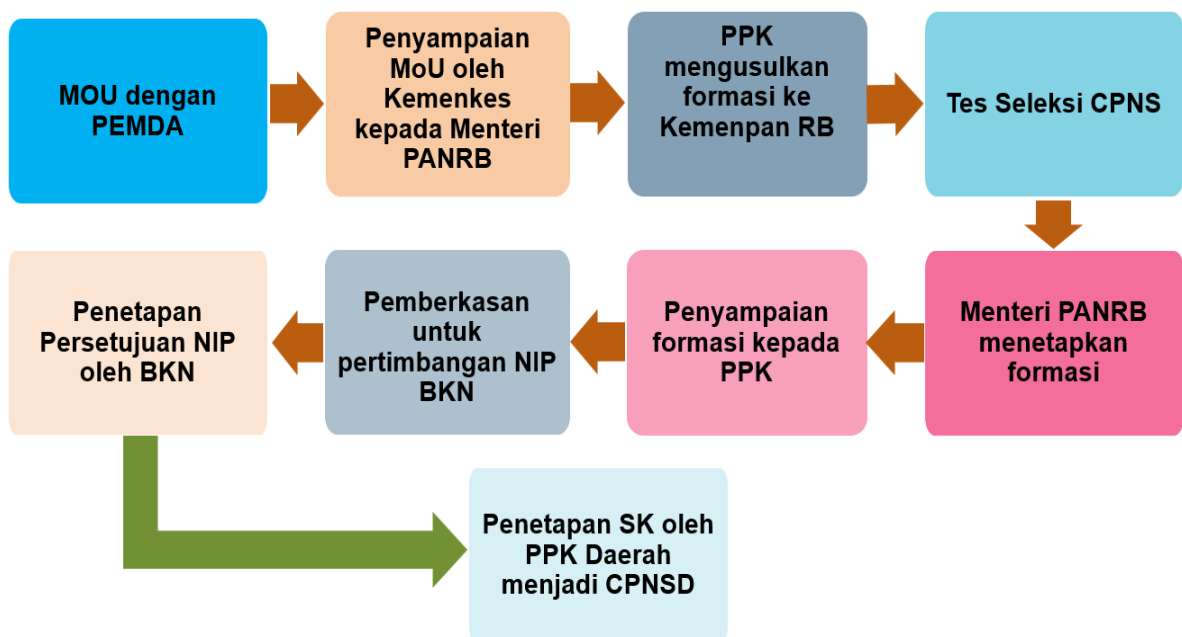 MOU dengan
PEMDA
Penyampaian
MoU oleh
Kemenkes
kepada Menteri
PANRB
PPK
mengusulkan
formasi ke
Kemenpan RB
Tes Seleksi CPNS
Menteri PANRB
menetapkan
formasi
Penyampaian
formasi kepada
PPK
Pemberkasan
untuk
pertimbangan NIP
BKN
Penetapan
Persetujuan NIP
oleh BKN
Penetapan SK oleh
PPK Daerah
menjadi CPNSD